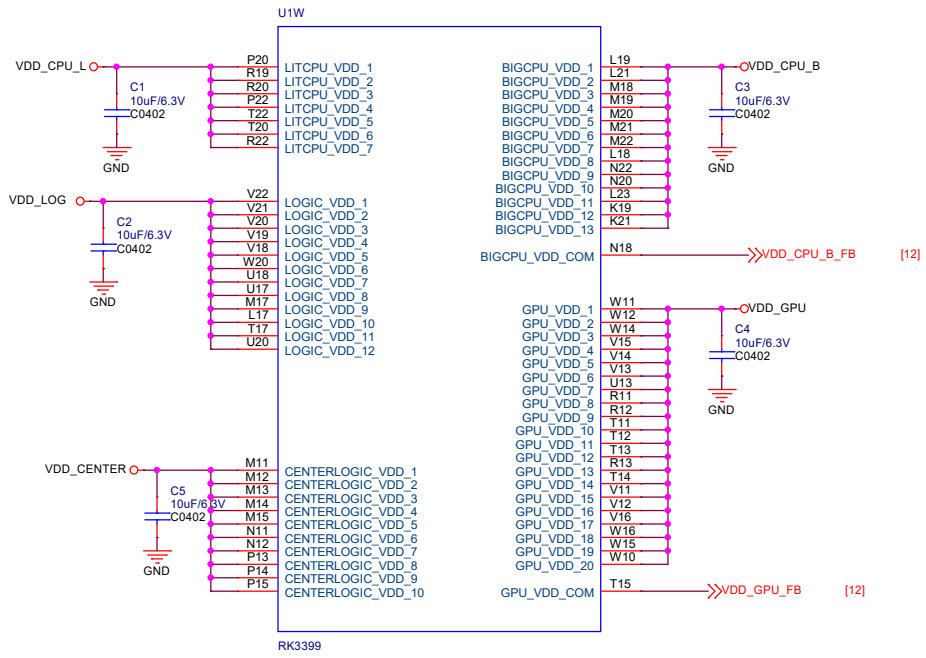 U1W
VDD_CPU_L
C1
10uF/6.3V
C0402
GND
P20 LITCPU_VDD_1
R19 LITCPU_VDD_2
R20 LITCPU_VDD_3
P22 LITCPU_VDD_4
T22 LITCPU_VDD_5
T20 LITCPU_VDD_6
R22 LITCPU_VDD_7
VDD_LOG
C2
10uF/6.3V
C0402
GND
V22 LOGIC_VDD_1
V21 LOGIC_VDD_2
V20 LOGIC_VDD_3
V19 LOGIC_VDD_4
V18 LOGIC_VDD_5
W20 LOGIC_VDD_6
U18 LOGIC_VDD_7
U17 LOGIC_VDD_8
M17 LOGIC_VDD_9
L17 LOGIC_VDD_10
T17 LOGIC_VDD_11
U20 LOGIC_VDD_12
VDD_CENTER
C5
10uF/6.3V
C0402
GND
M11 CENTERLOGIC_VDD_1
M12 CENTERLOGIC_VDD_2
M13 CENTERLOGIC_VDD_3
M14 CENTERLOGIC_VDD_4
M15 CENTERLOGIC_VDD_5
N11 CENTERLOGIC_VDD_6
N12 CENTERLOGIC_VDD_7
P13 CENTERLOGIC_VDD_8
P14 CENTERLOGIC_VDD_9
P15 CENTERLOGIC_VDD_10
BIGCPU_VDD_1 L19
BIGCPU_VDD_2 L21
BIGCPU_VDD_3 M18
BIGCPU_VDD_4 M19
BIGCPU_VDD_5 M20
BIGCPU_VDD_6 M21
BIGCPU_VDD_7 M22
BIGCPU_VDD_8 L18
BIGCPU_VDD_9 N22
BIGCPU_VDD_10 N20
BIGCPU_VDD_11 L23
BIGCPU_VDD_12 K19
BIGCPU_VDD_13 K21
VDD_CPU_B
C3
10uF/6.3V
C0402
GND
BIGCPU_VDD_COM N18 VDD_CPU_B_FB [12]
GPU_VDD_1 W11
GPU_VDD_2 W12
GPU_VDD_3 W14
GPU_VDD_4 V15
GPU_VDD_5 V14
GPU_VDD_6 V13
GPU_VDD_7 U13
GPU_VDD_8 R11
GPU_VDD_9 R12
GPU_VDD_10 T11
GPU_VDD_11 T12
GPU_VDD_12 T13
GPU_VDD_13 R13
GPU_VDD_14 T14
GPU_VDD_15 V11
GPU_VDD_16 V12
GPU_VDD_17 V16
GPU_VDD_18 W16
GPU_VDD_19 W15
GPU_VDD_20 W10
VDD_GPU
C4
10uF/6.3V
C0402
GND
GPU_VDD_COM T15 VDD_GPU_FB [12]
RK3399